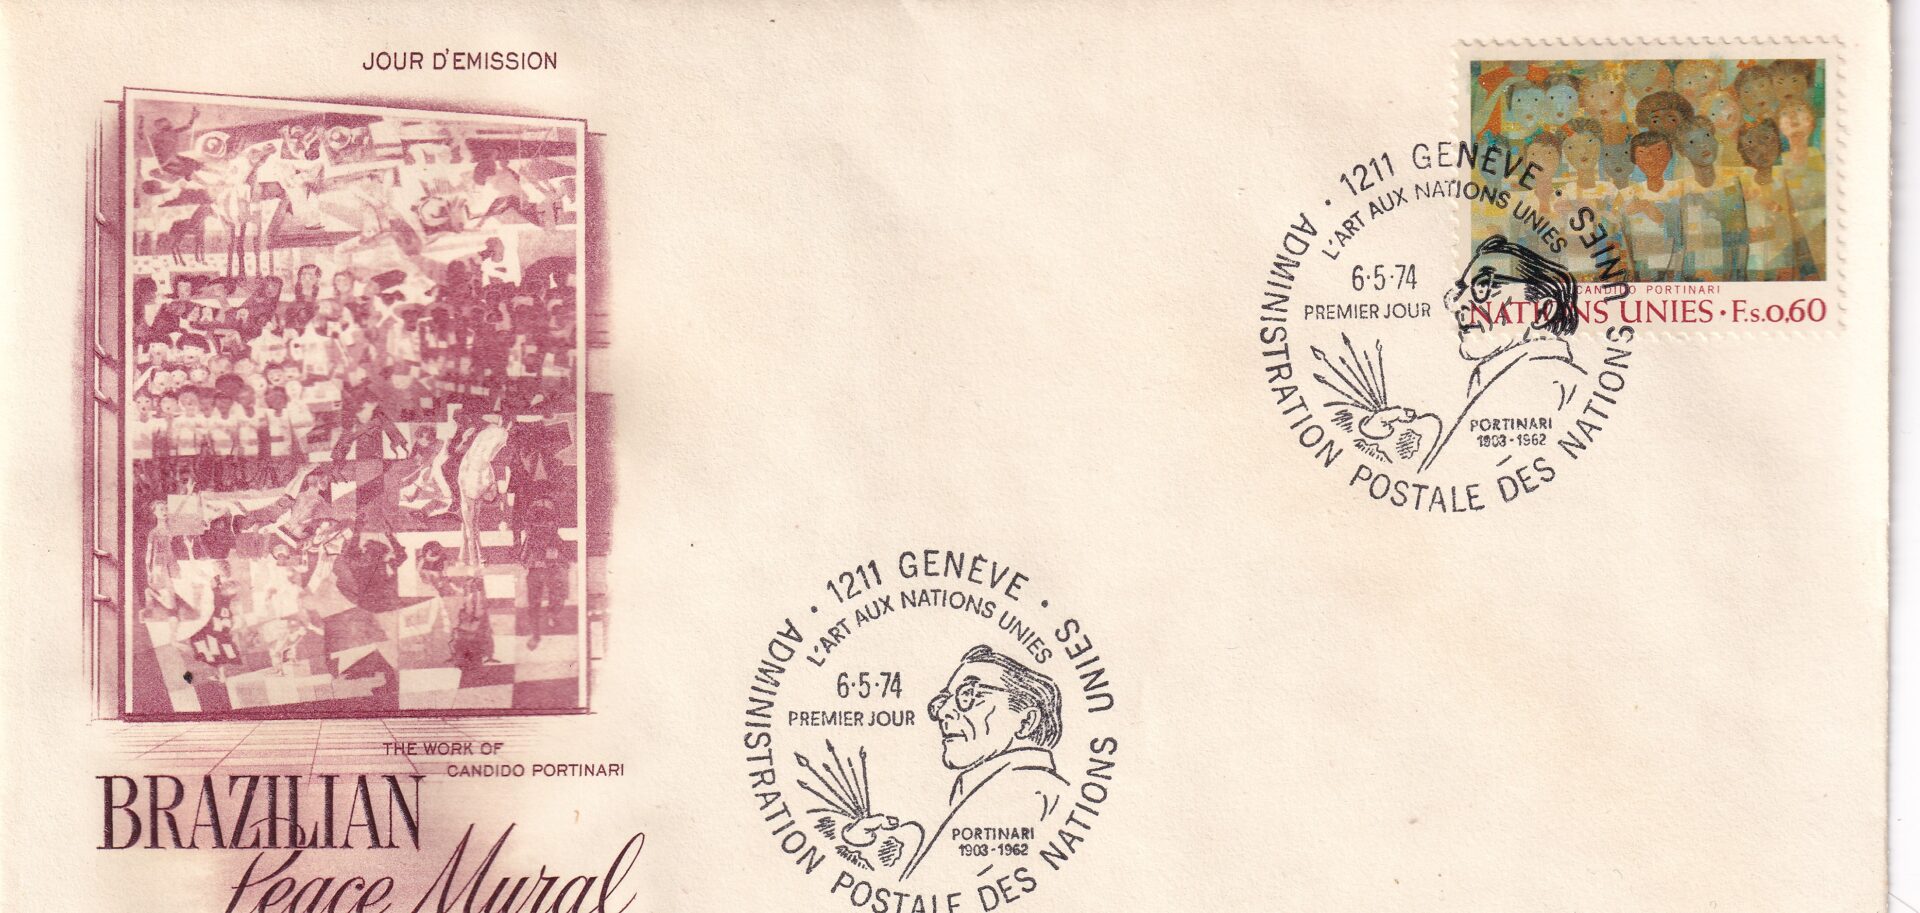 JOUR D'EMISSION
THE WORK OF
CANDIDO PORTINARI
BRAZILIAN
Peace Mural
CANDIDO PORTINARI
NATIONS UNIES · F.s.0,60
ADMINISTRATION POSTALE DES NATIONS UNIES · 1211 GENÈVE ·
L'ART AUX NATIONS UNIES
6·5·74
PREMIER JOUR
PORTINARI
1903-1962
ADMINISTRATION POSTALE DES NATIONS UNIES · 1211 GENÈVE ·
L'ART AUX NATIONS UNIES
6·5·74
PREMIER JOUR
PORTINARI
1903-1962